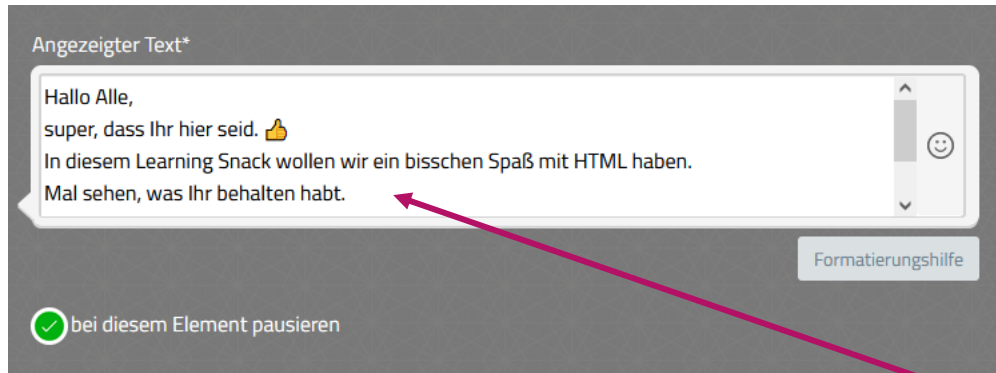 Angezeigter Text*
Hallo Alle,
super, dass Ihr hier seid. 👍
In diesem Learning Snack wollen wir ein bisschen Spaß mit HTML haben.
Mal sehen, was Ihr behalten habt.
Formatierungshilfe
bei diesem Element pausieren